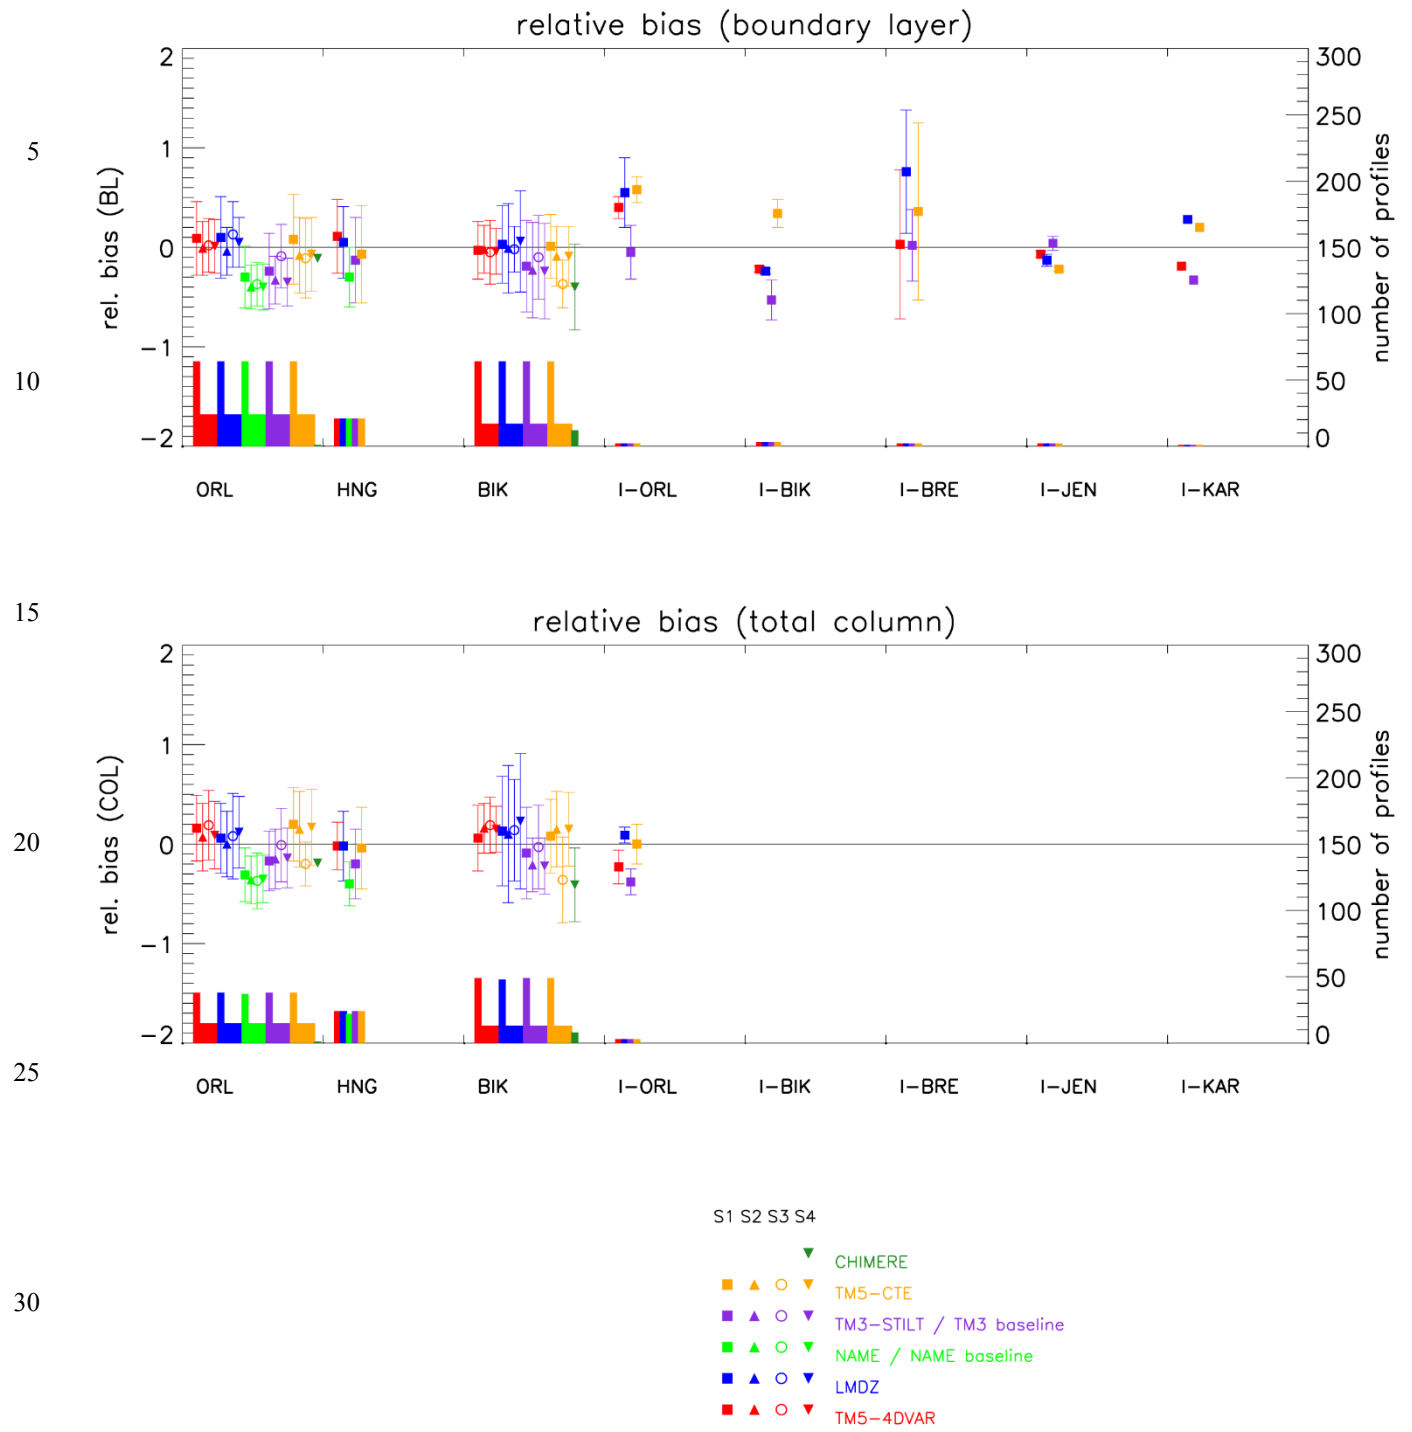 relative bias (boundary layer)
2
1
0
−1
−2
rel. bias (BL)
300
250
200
150
100
50
0
number of profiles
ORL HNG BIK I−ORL I−BIK I−BRE I−JEN I−KAR
5
10
15
relative bias (total column)
2
1
0
−1
−2
rel. bias (COL)
300
250
200
150
100
50
0
number of profiles
ORL HNG BIK I−ORL I−BIK I−BRE I−JEN I−KAR
20
25
S1 S2 S3 S4
CHIMERE
TM5−CTE
30
TM3−STILT / TM3 baseline
NAME / NAME baseline
LMDZ
TM5−4DVAR